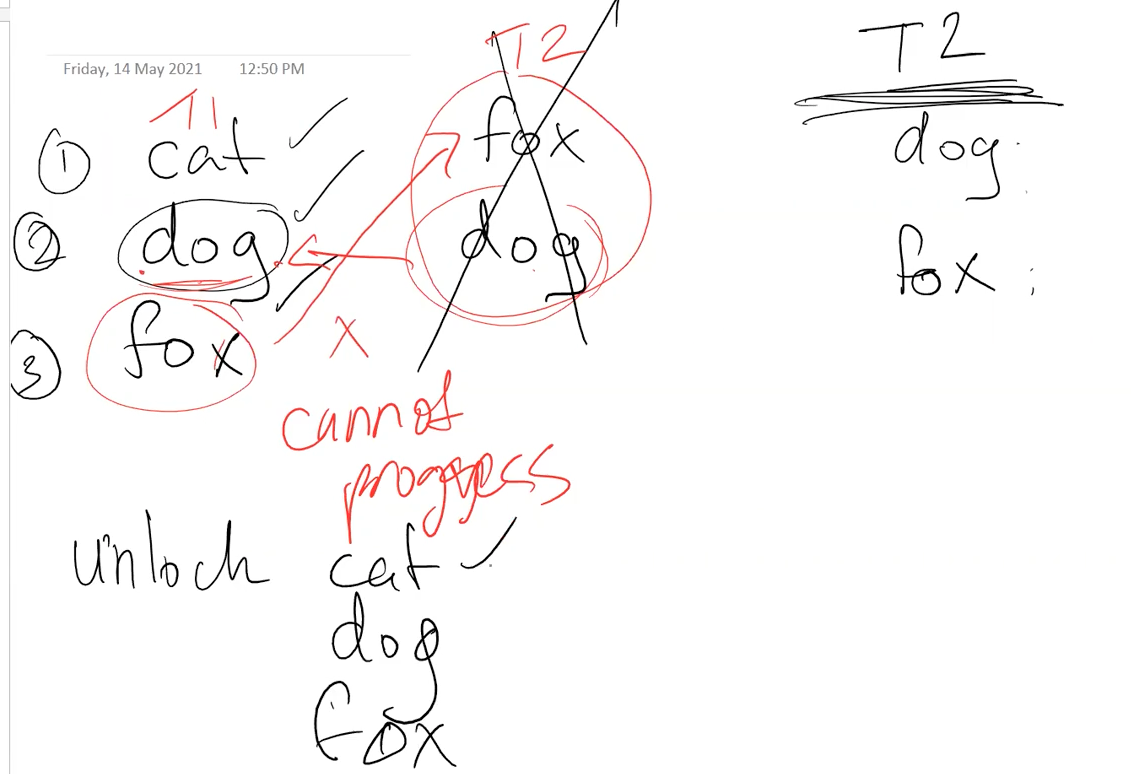 Friday, 14 May 2021 12:50 PM
T1
① cat
② dog
③ fox
T2
fox
dog
X
cannot
progress
unlock cat
dog
fox
T2
dog
fox